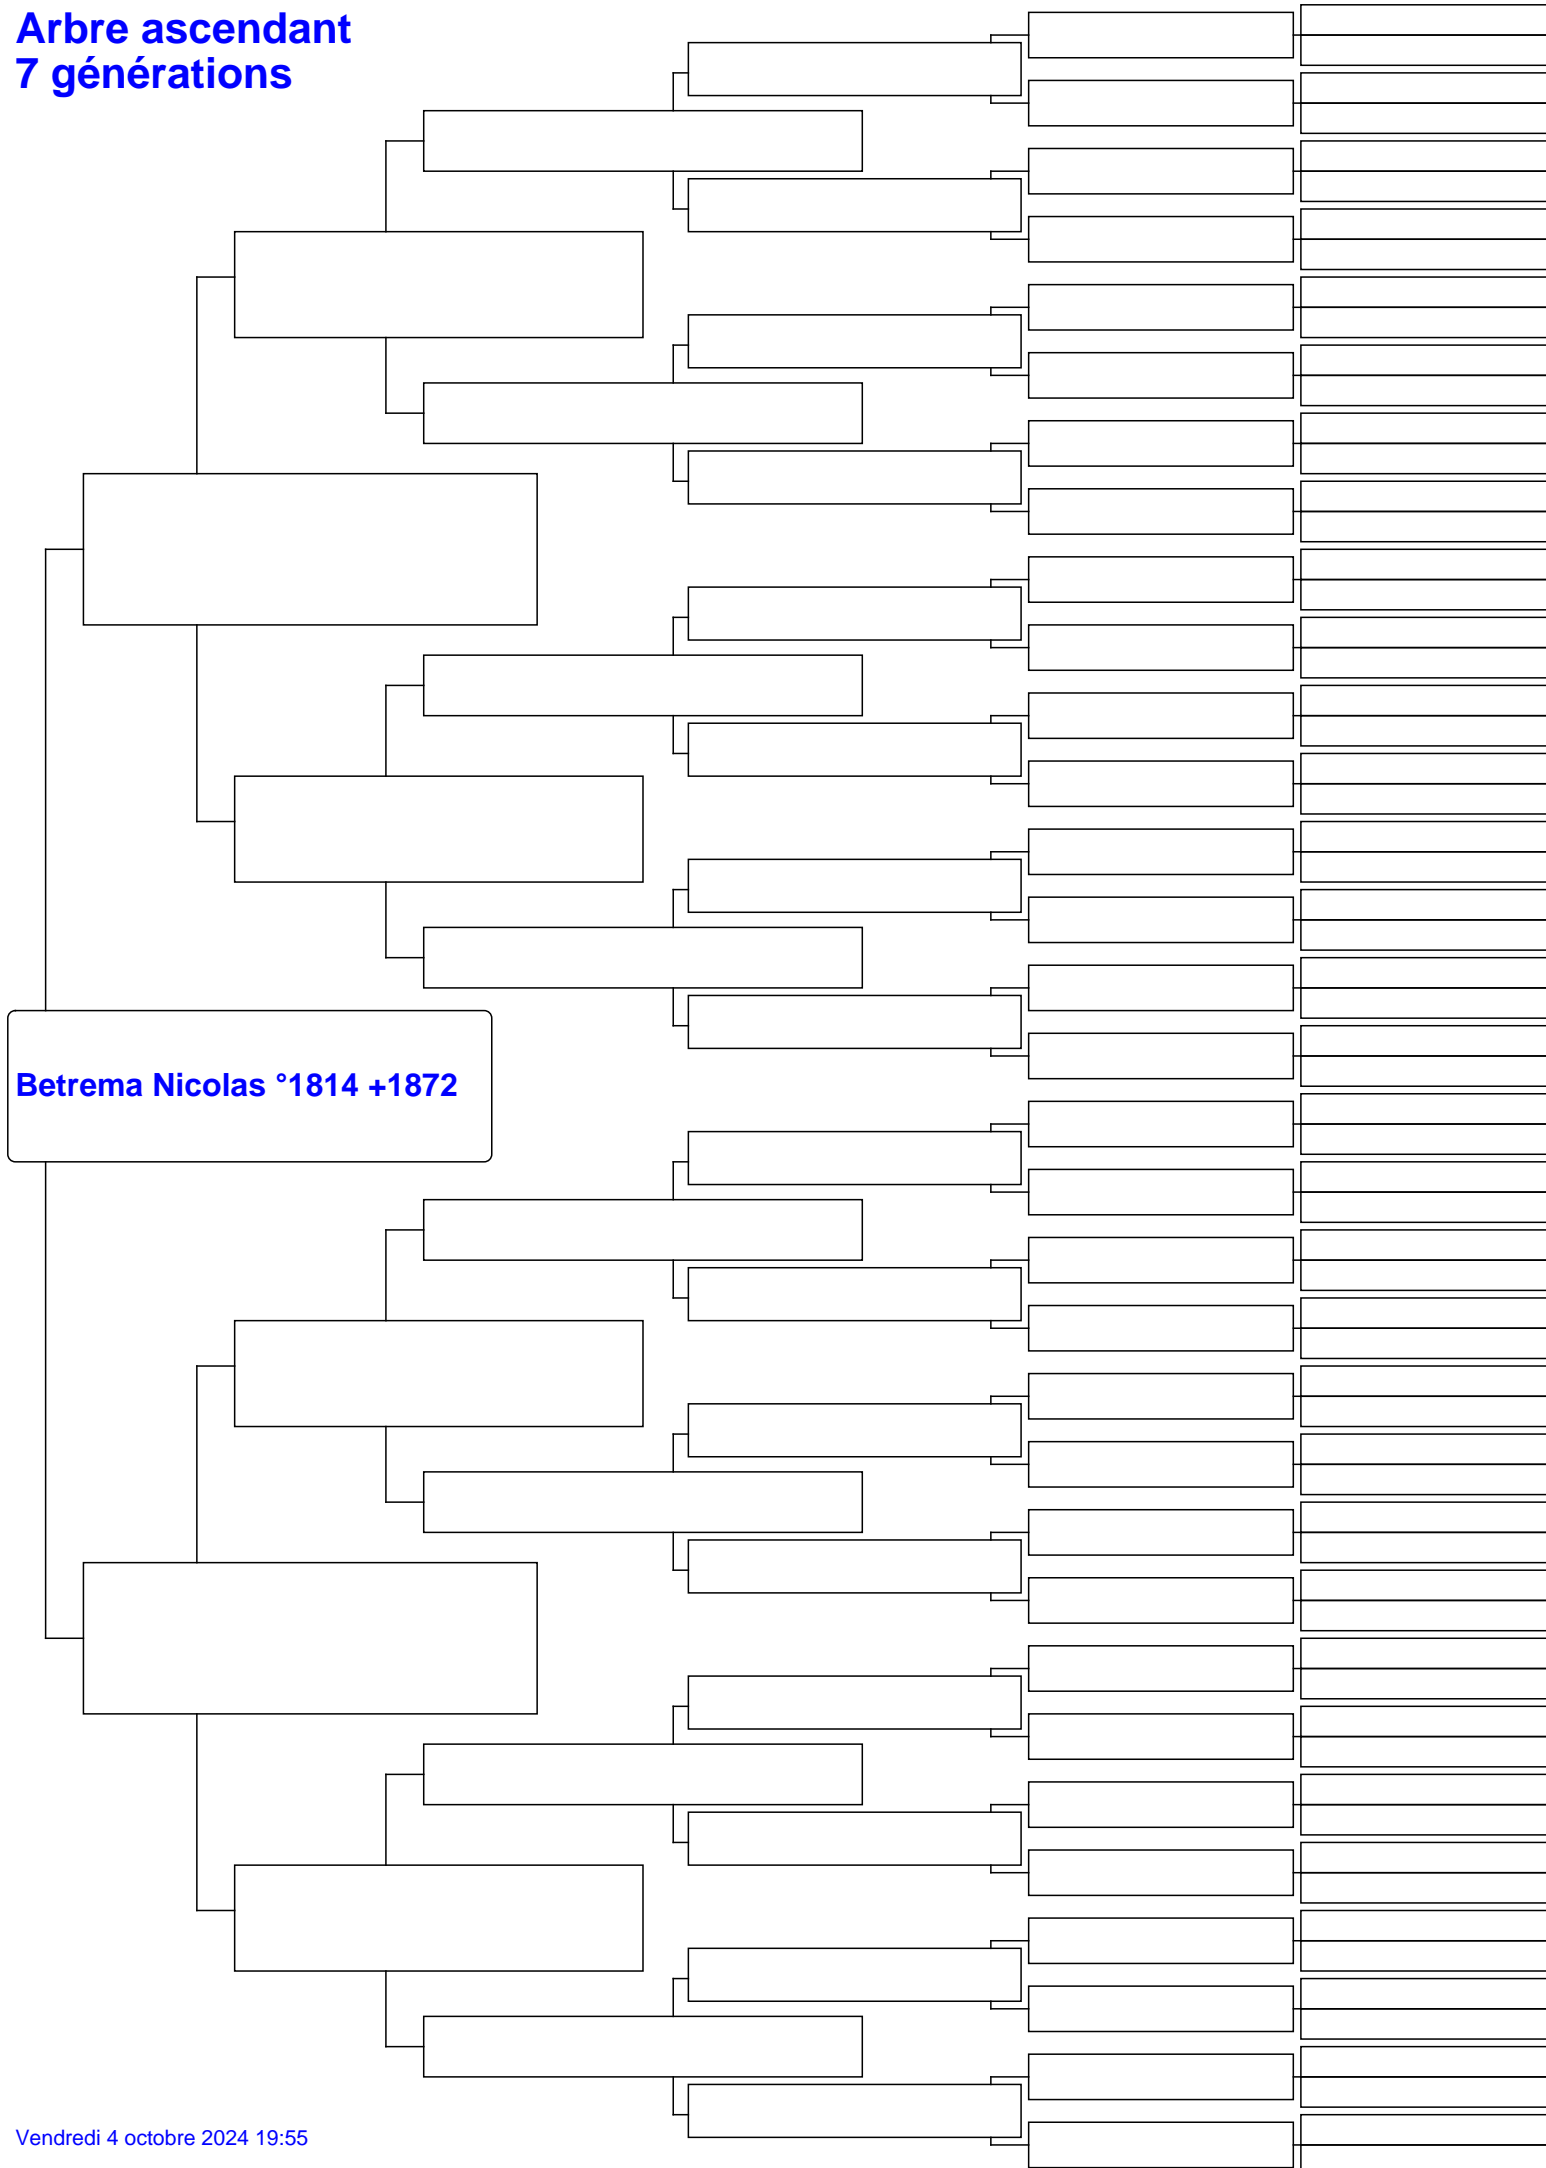 Arbre ascendant
7 générations
Betrema Nicolas °1814 +1872
Vendredi 4 octobre 2024 19:55